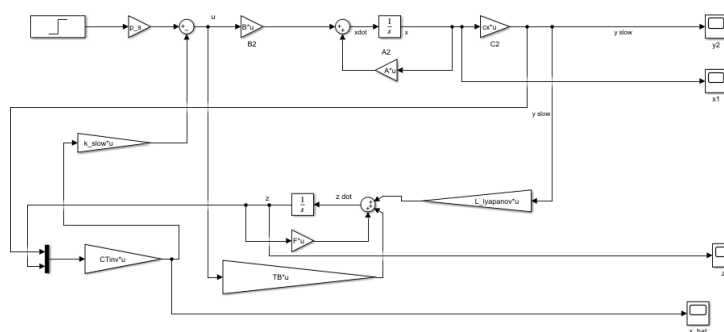 p_s
u
B*u
B2
xdot
1
s
x
A2
A*u
cx*u
C2
y slow
y2
x1
k_slow*u
y slow
z
1
s
z dot
L_lyapanov*u
F*u
CTinv*u
TB*u
z
x_hat